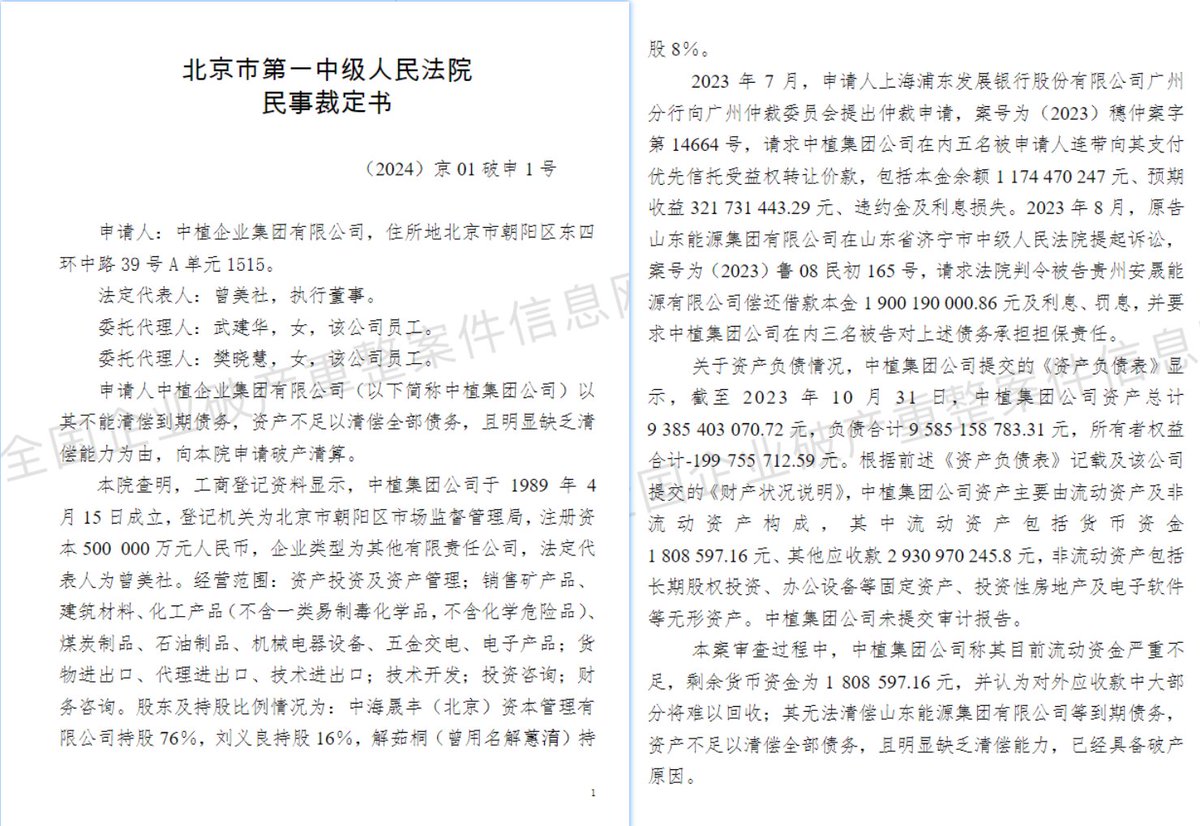 北京市第一中级人民法院
民事裁定书
（2024）京 01 破申 1 号
申请人：中植企业集团有限公司，住所地北京市朝阳区东四
环中路 39 号 A 单元 1515。
法定代表人：曾美社，执行董事。
委托代理人：武建华，女，该公司员工。
委托代理人：樊晓慧，女，该公司员工。
申请人中植企业集团有限公司（以下简称中植集团公司）以
其不能清偿到期债务，资产不足以清偿全部债务，且明显缺乏清
偿能力为由，向本院申请破产清算。
本院查明，工商登记资料显示，中植集团公司于 1989 年 4
月 15 日成立，登记机关为北京市朝阳区市场监督管理局，注册资
本 500 000 万元人民币，企业类型为其他有限责任公司，法定代
表人为曾美社。经营范围：资产投资及资产管理；销售矿产品、
建筑材料、化工产品（不含一类易制毒化学品，不含化学危险品）、
煤炭制品、石油制品、机械电器设备、五金交电、电子产品；货
物进出口、代理进出口、技术进出口；技术开发；投资咨询；财
务咨询。股东及持股比例情况为：中海晟丰（北京）资本管理有
限公司持股 76%，刘义良持股 16%，解茹桐（曾用名解蕙淯）持
1
股 8%。
2023 年 7 月，申请人上海浦东发展银行股份有限公司广州
分行向广州仲裁委员会提出仲裁申请，案号为（2023）穗仲案字
第 14664 号，请求中植集团公司在内五名被申请人连带向其支付
优先信托受益权转让价款，包括本金余额 1 174 470 247 元、预期
收益 321 731 443.29 元、违约金及利息损失。2023 年 8 月，原告
山东能源集团有限公司在山东省济宁市中级人民法院提起诉讼，
案号为（2023）鲁 08 民初 165 号，请求法院判令被告贵州安晟能
源有限公司偿还借款本金 1 900 190 000.86 元及利息、罚息，并要
求中植集团公司在内三名被告对上述债务承担担保责任。
关于资产负债情况，中植集团公司提交的《资产负债表》显
示，截至 2023 年 10 月 31 日，中植集团公司资产总计
9 385 403 070.72 元，负债合计 9 585 158 783.31 元，所有者权益
合计-199 755 712.59 元。根据前述《资产负债表》记载及该公司
提交的《财产状况说明》，中植集团公司资产主要由流动资产及非
流动资产构成，其中流动资产包括货币资金
1 808 597.16 元、其他应收款 2 930 970 245.8 元，非流动资产包括
长期股权投资、办公设备等固定资产、投资性房地产及电子软件
等无形资产。中植集团公司未提交审计报告。
本案审查过程中，中植集团公司称其目前流动资金严重不
足，剩余货币资金为 1 808 597.16 元，并认为对外应收款中大部
分将难以回收；其无法清偿山东能源集团有限公司等到期债务，
资产不足以清偿全部债务，且明显缺乏清偿能力，已经具备破产
原因。
全国企业破产重整案件信息网
全国企业破产重整案件信息